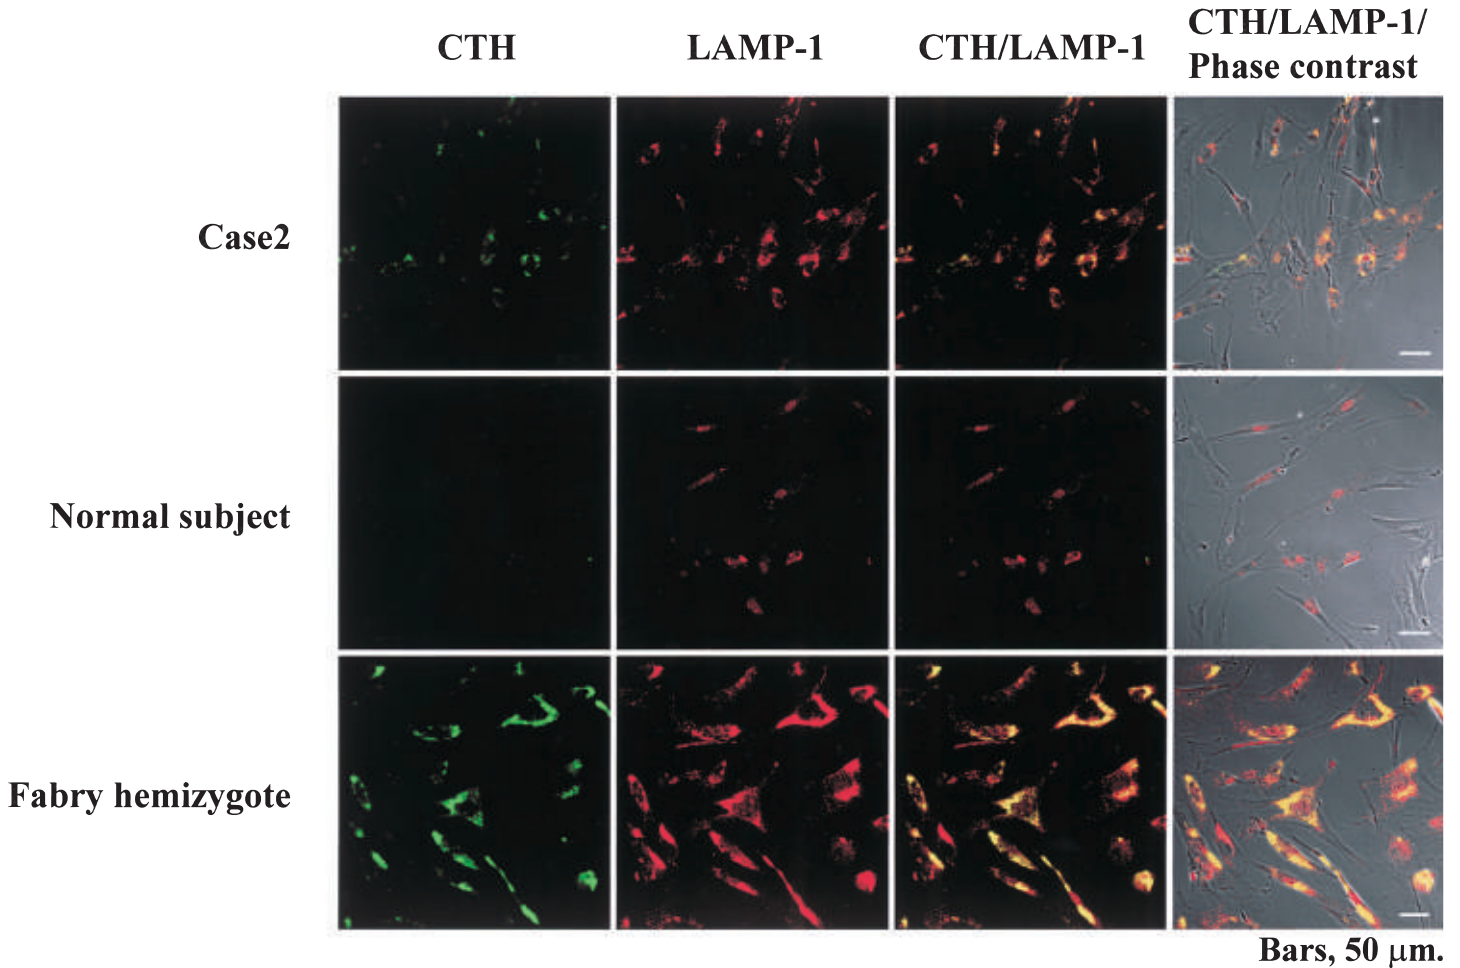 CTH
LAMP-1
CTH/LAMP-1
CTH/LAMP-1/
Phase contrast
Case2
Normal subject
Fabry hemizygote
Bars, 50 μm.